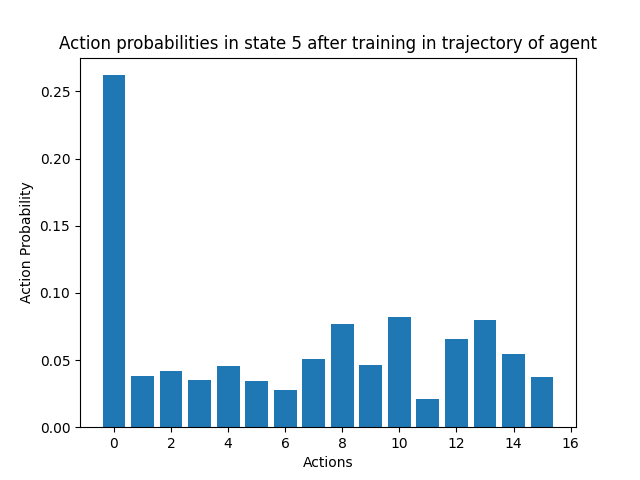 Action probabilities in state 5 after training in trajectory of agent
Action Probability
0.25
0.20
0.15
0.10
0.05
0.00
0 2 4 6 8 10 12 14 16
Actions